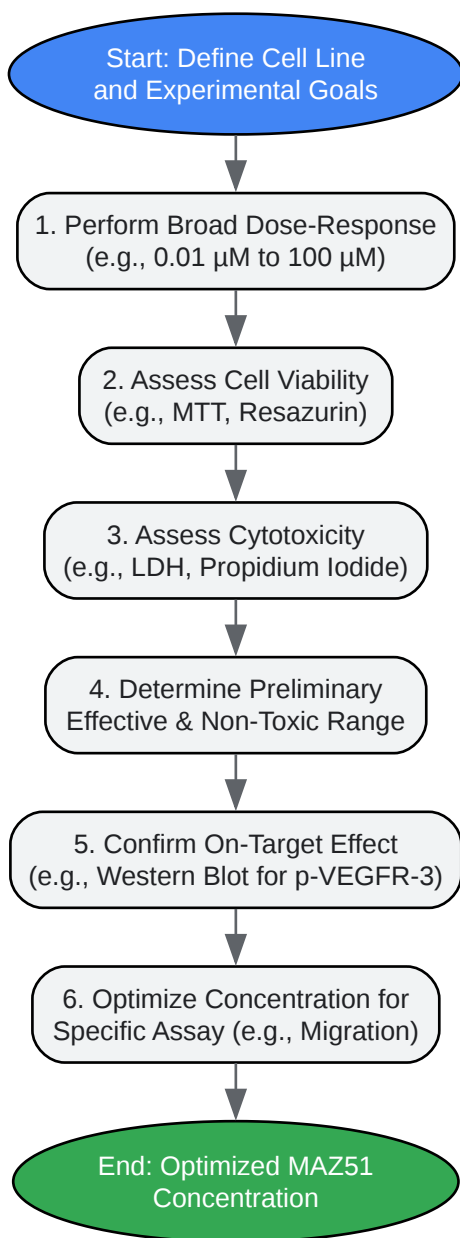 Start: Define Cell Line
and Experimental Goals
1. Perform Broad Dose-Response
(e.g., 0.01 µM to 100 µM)
2. Assess Cell Viability
(e.g., MTT, Resazurin)
3. Assess Cytotoxicity
(e.g., LDH, Propidium Iodide)
4. Determine Preliminary
Effective & Non-Toxic Range
5. Confirm On-Target Effect
(e.g., Western Blot for p-VEGFR-3)
6. Optimize Concentration for
Specific Assay (e.g., Migration)
End: Optimized MAZ51
Concentration